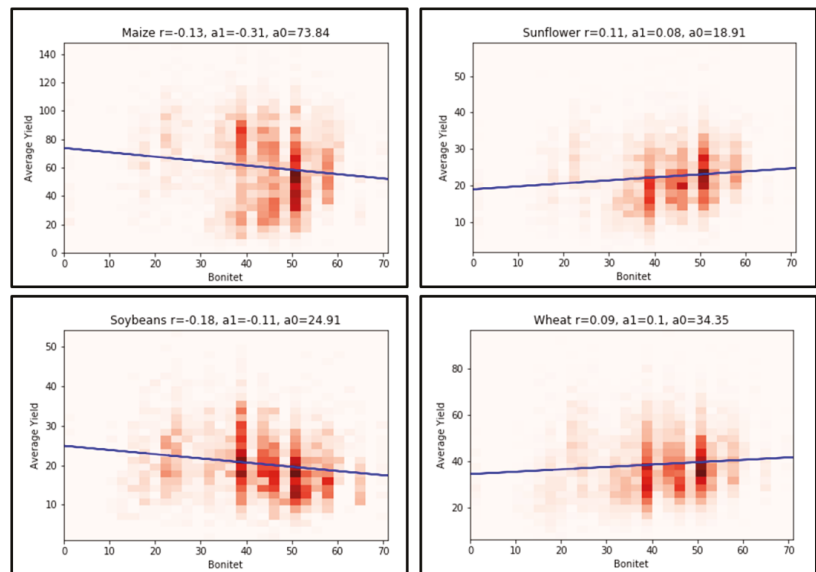 Maize r=-0.13, a1=-0.31, a0=73.84
Average Yield
140
120
100
80
60
40
20
0
0 10 20 30 40 50 60 70
Bonitet
Sunflower r=0.11, a1=0.08, a0=18.91
Average Yield
50
40
30
20
10
0 10 20 30 40 50 60 70
Bonitet
Soybeans r=-0.18, a1=-0.11, a0=24.91
Average Yield
50
40
30
20
10
0 10 20 30 40 50 60 70
Bonitet
Wheat r=0.09, a1=0.1, a0=34.35
Average Yield
80
60
40
20
0 10 20 30 40 50 60 70
Bonitet